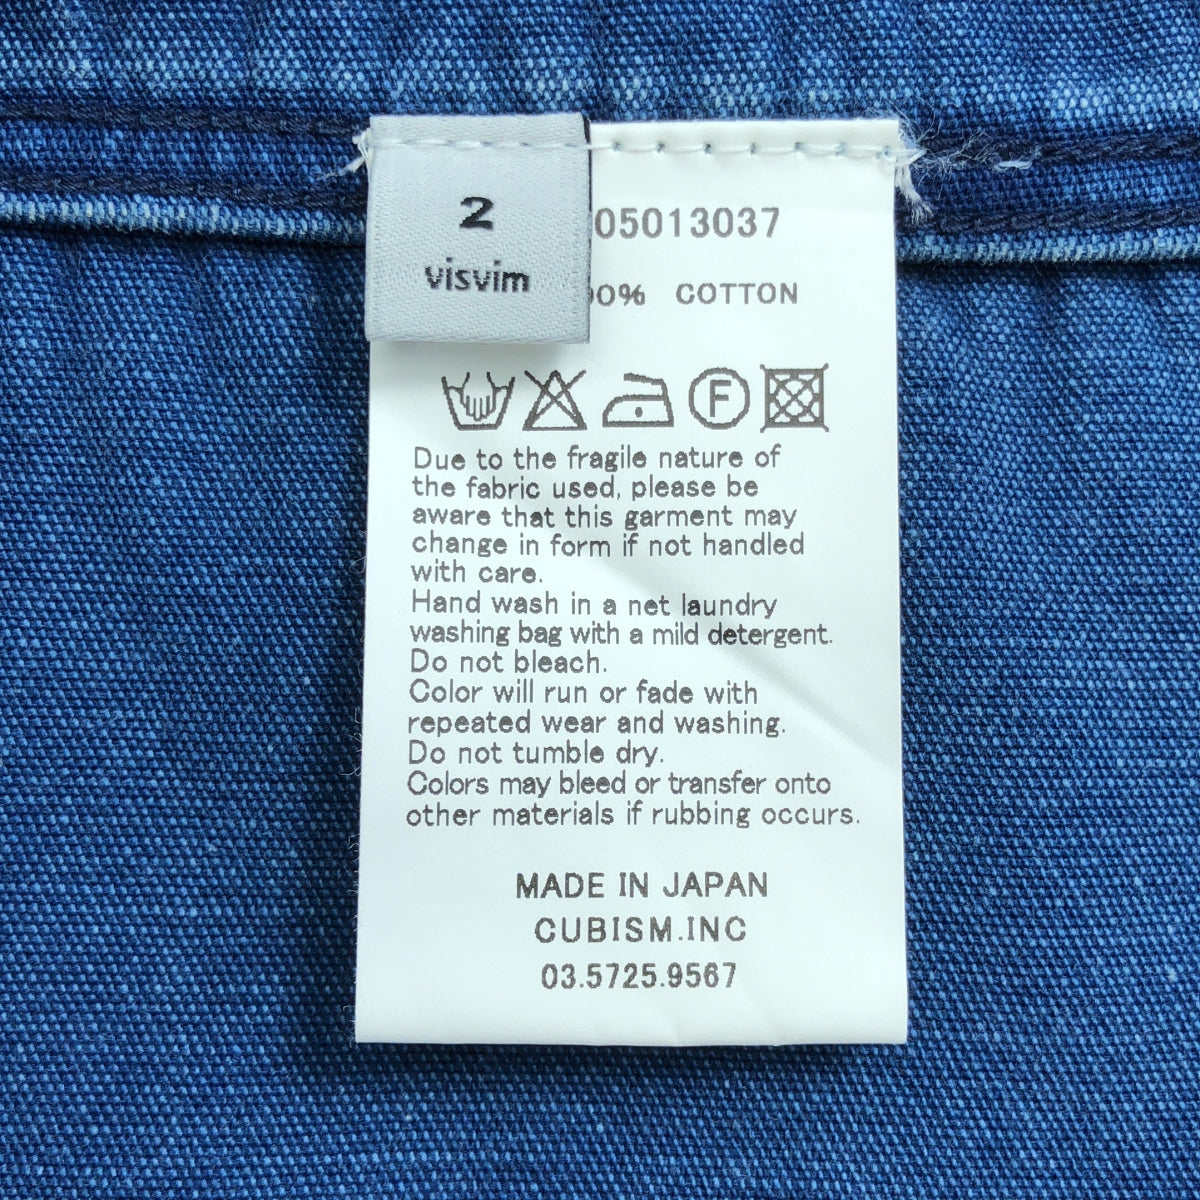 2
visvim
05013037
00% COTTON
F
Due to the fragile nature of
the fabric used, please be
aware that this garment may
change in form if not handled
with care.
Hand wash in a net laundry
washing bag with a mild detergent.
Do not bleach.
Color will run or fade with
repeated wear and washing.
Do not tumble dry.
Colors may bleed or transfer onto
other materials if rubbing occurs.
MADE IN JAPAN
CUBISM.INC
03.5725.9567